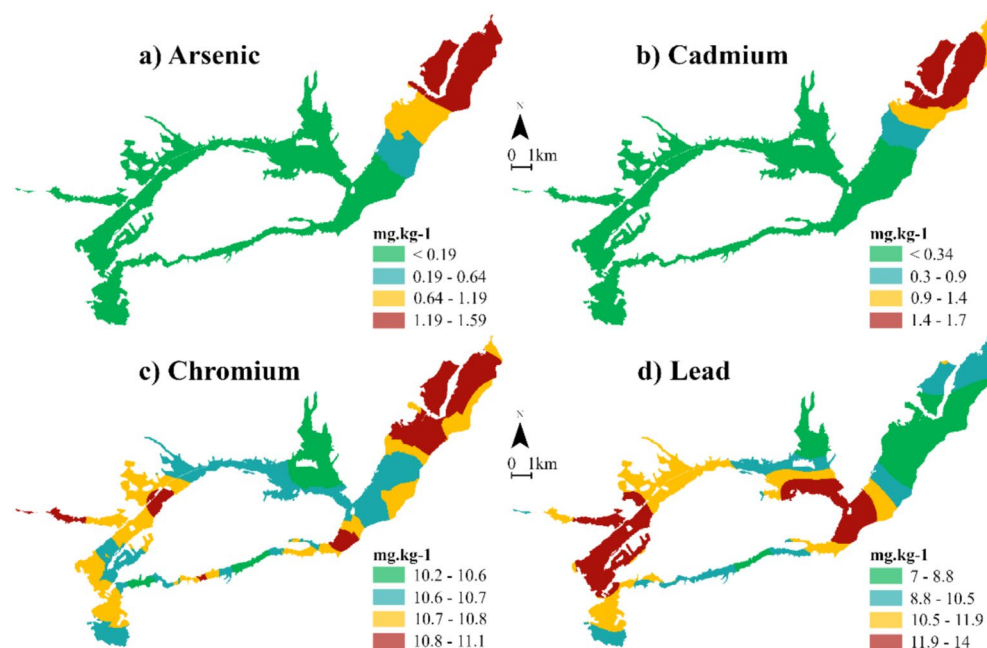 a) Arsenic
N
0 1km
mg.kg-1
< 0.19
0.19 - 0.64
0.64 - 1.19
1.19 - 1.59
b) Cadmium
N
0 1km
mg.kg-1
< 0.34
0.3 - 0.9
0.9 - 1.4
1.4 - 1.7
c) Chromium
N
0 1km
mg.kg-1
10.2 - 10.6
10.6 - 10.7
10.7 - 10.8
10.8 - 11.1
d) Lead
N
0 1km
mg.kg-1
7 - 8.8
8.8 - 10.5
10.5 - 11.9
11.9 - 14